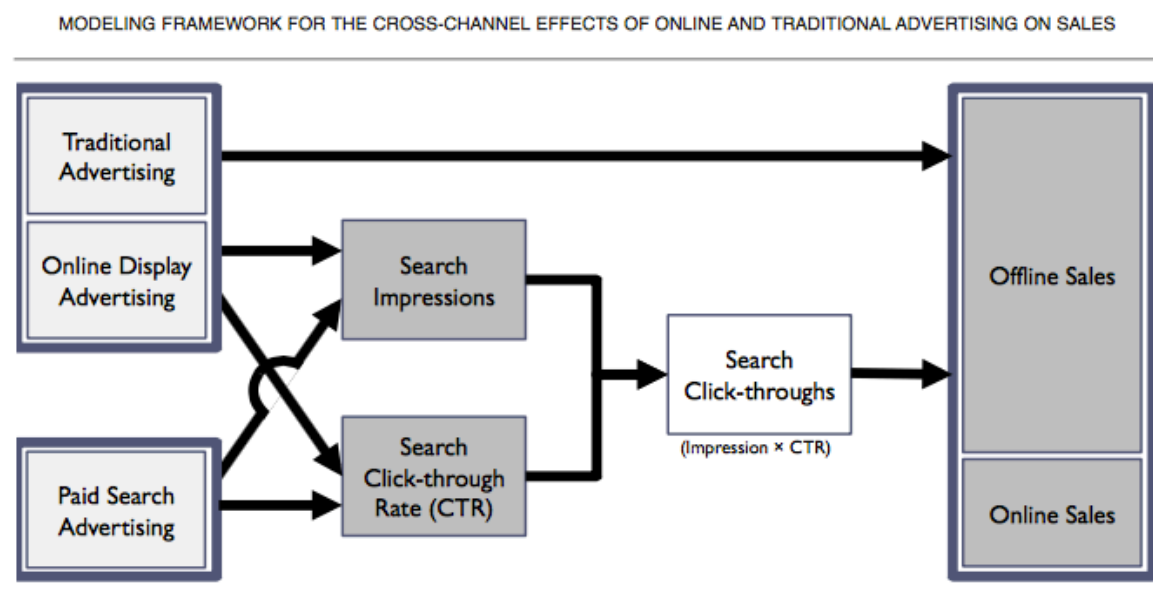 MODELING FRAMEWORK FOR THE CROSS-CHANNEL EFFECTS OF ONLINE AND TRADITIONAL ADVERTISING ON SALES
Traditional
Advertising
Online Display
Advertising
Paid Search
Advertising
Search
Impressions
Search
Click-through
Rate (CTR)
Search
Click-throughs
(Impression × CTR)
Offline Sales
Online Sales